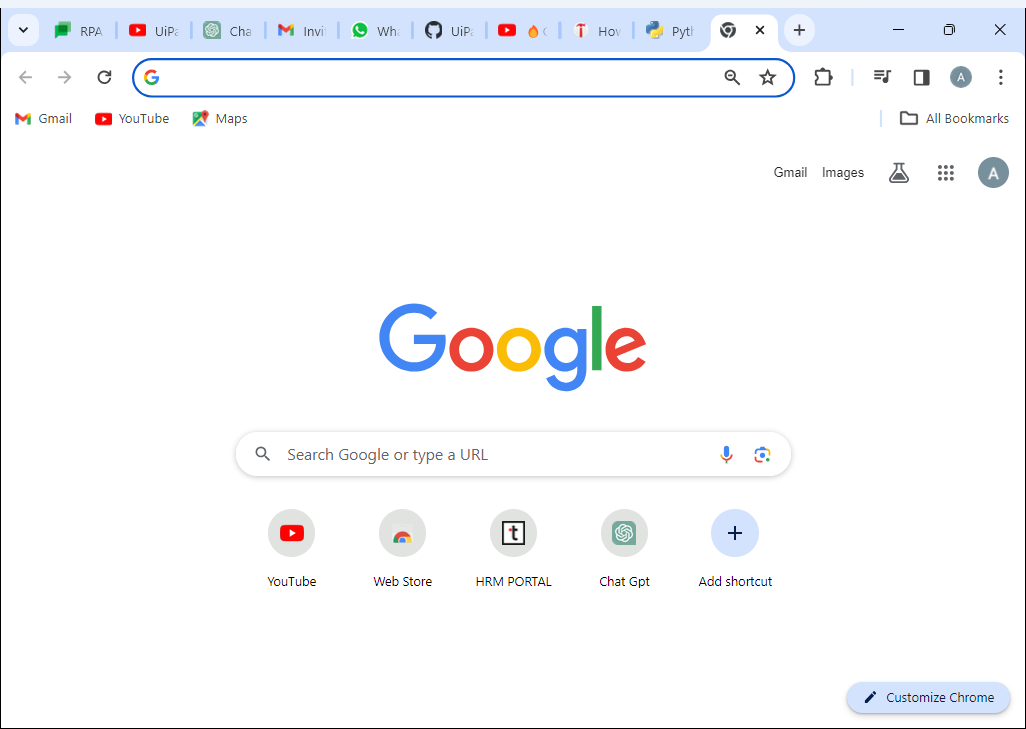 RPA UiPa Cha Invi Wha UiPa How Pyth
A
Gmail YouTube Maps All Bookmarks
Gmail Images A
Google
Search Google or type a URL
YouTube Web Store HRM PORTAL Chat Gpt Add shortcut
Customize Chrome